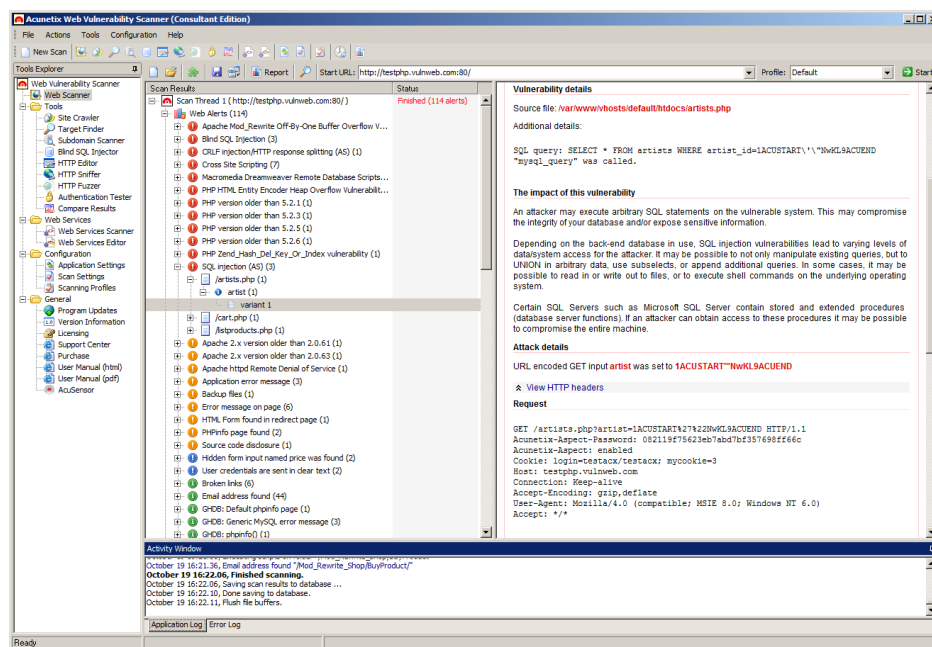 Acunetix Web Vulnerability Scanner (Consultant Edition)
File Actions Tools Configuration Help
New Scan
Tools Explorer
Report
Start URL: http://testphp.vulnweb.com:80/
Profile: Default
Start
Web Vulnerability Scanner
Web Scanner
Tools
Site Crawler
Target Finder
Subdomain Scanner
Blind SQL Injector
HTTP Editor
HTTP Sniffer
HTTP Fuzzer
Authentication Tester
Compare Results
Web Services
Web Services Scanner
Web Services Editor
Configuration
Application Settings
Scan Settings
Scanning Profiles
General
Program Updates
Version Information
Licensing
Support Center
Purchase
User Manual (html)
User Manual (pdf)
AcuSensor
Scan Results Status
Scan Thread 1 ( http://testphp.vulnweb.com:80/ ) Finished (114 alerts)
Web Alerts (114)
Apache Mod_Rewrite Off-By-One Buffer Overflow V...
Blind SQL Injection (3)
CRLF injection/HTTP response splitting (AS) (1)
Cross Site Scripting (7)
Macromedia Dreamweaver Remote Database Scripts...
PHP HTML Entity Encoder Heap Overflow Vulnerabilit...
PHP version older than 5.2.1 (1)
PHP version older than 5.2.3 (1)
PHP version older than 5.2.5 (1)
PHP version older than 5.2.6 (1)
PHP Zend_Hash_Del_Key_Or_Index vulnerability (1)
SQL injection (AS) (3)
/artists.php (1)
artist (1)
variant 1
/cart.php (1)
/listproducts.php (1)
Apache 2.x version older than 2.0.61 (1)
Apache 2.x version older than 2.0.63 (1)
Apache httpd Remote Denial of Service (1)
Application error message (3)
Backup files (1)
Error message on page (6)
HTML Form found in redirect page (1)
PHPinfo page found (2)
Source code disclosure (1)
Hidden form input named price was found (2)
User credentials are sent in clear text (2)
Broken links (6)
Email address found (44)
GHDB: Default phpinfo page (1)
GHDB: Generic MySQL error message (3)
GHDB: phpinfo() (1)
Vulnerability details
Source file: /var/www/vhosts/default/htdocs/artists.php
Additional details:
SQL query: SELECT * FROM artists WHERE artist_id=1ACUSTART\'\"NwKL9ACUEND
"mysql_query" was called.
The impact of this vulnerability
An attacker may execute arbitrary SQL statements on the vulnerable system. This may compromise
the integrity of your database and/or expose sensitive information.
Depending on the back-end database in use, SQL injection vulnerabilities lead to varying levels of
data/system access for the attacker. It may be possible to not only manipulate existing queries, but to
UNION in arbitrary data, use subselects, or append additional queries. In some cases, it may be
possible to read in or write out to files, or to execute shell commands on the underlying operating
system.
Certain SQL Servers such as Microsoft SQL Server contain stored and extended procedures
(database server functions). If an attacker can obtain access to these procedures it may be possible
to compromise the entire machine.
Attack details
URL encoded GET input artist was set to 1ACUSTART'"NwKL9ACUEND
View HTTP headers
Request
GET /artists.php?artist=1ACUSTART%27%22NwKL9ACUEND HTTP/1.1
Acunetix-Aspect-Password: 082119f75623eb7abd7bf357698ff66c
Acunetix-Aspect: enabled
Cookie: login=testacx/testacx; mycookie=3
Host: testphp.vulnweb.com
Connection: Keep-alive
Accept-Encoding: gzip,deflate
User-Agent: Mozilla/4.0 (compatible; MSIE 8.0; Windows NT 6.0)
Accept: */*
Activity Window
October 19 16:21.36, Email address found "/Mod_Rewrite_Shop/BuyProduct/"
October 19 16:22.06, Finished scanning.
October 19 16:22.06, Saving scan results to database ...
October 19 16:22.10, Done saving to database.
October 19 16:22.11, Flush file buffers.
Application Log Error Log
Ready